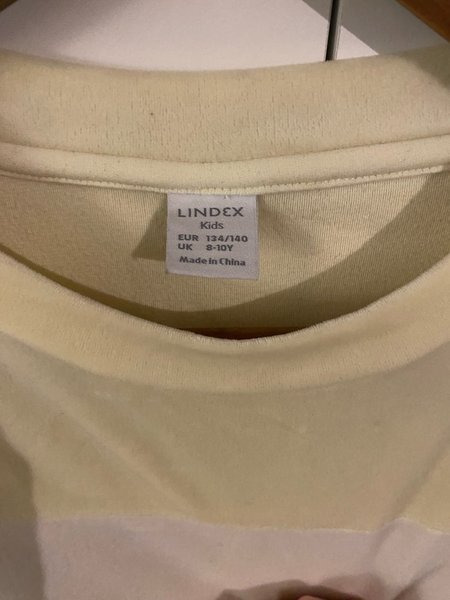 LINDEX
Kids
EUR 134/140
UK 8-10Y
Made in China